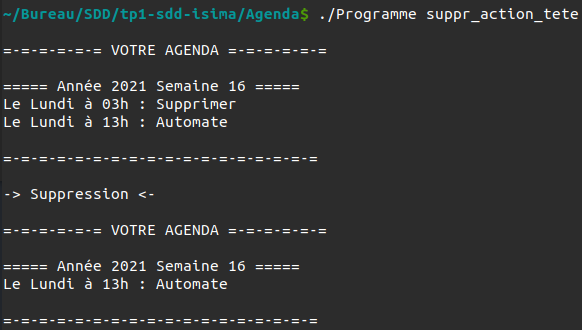 ~/Bureau/SDD/tp1-sdd-isima/Agenda$ ./Programme suppr_action_tete
=-=-=-=-=-= VOTRE AGENDA =-=-=-=-=-=
===== Année 2021 Semaine 16 =====
Le Lundi à 03h : Supprimer
Le Lundi à 13h : Automate
=-=-=-=-=-=-=-=-=-=-=-=-=-=-=-=-=-=
-> Suppression <-
=-=-=-=-=-= VOTRE AGENDA =-=-=-=-=-=
===== Année 2021 Semaine 16 =====
Le Lundi à 13h : Automate
=-=-=-=-=-=-=-=-=-=-=-=-=-=-=-=-=-=